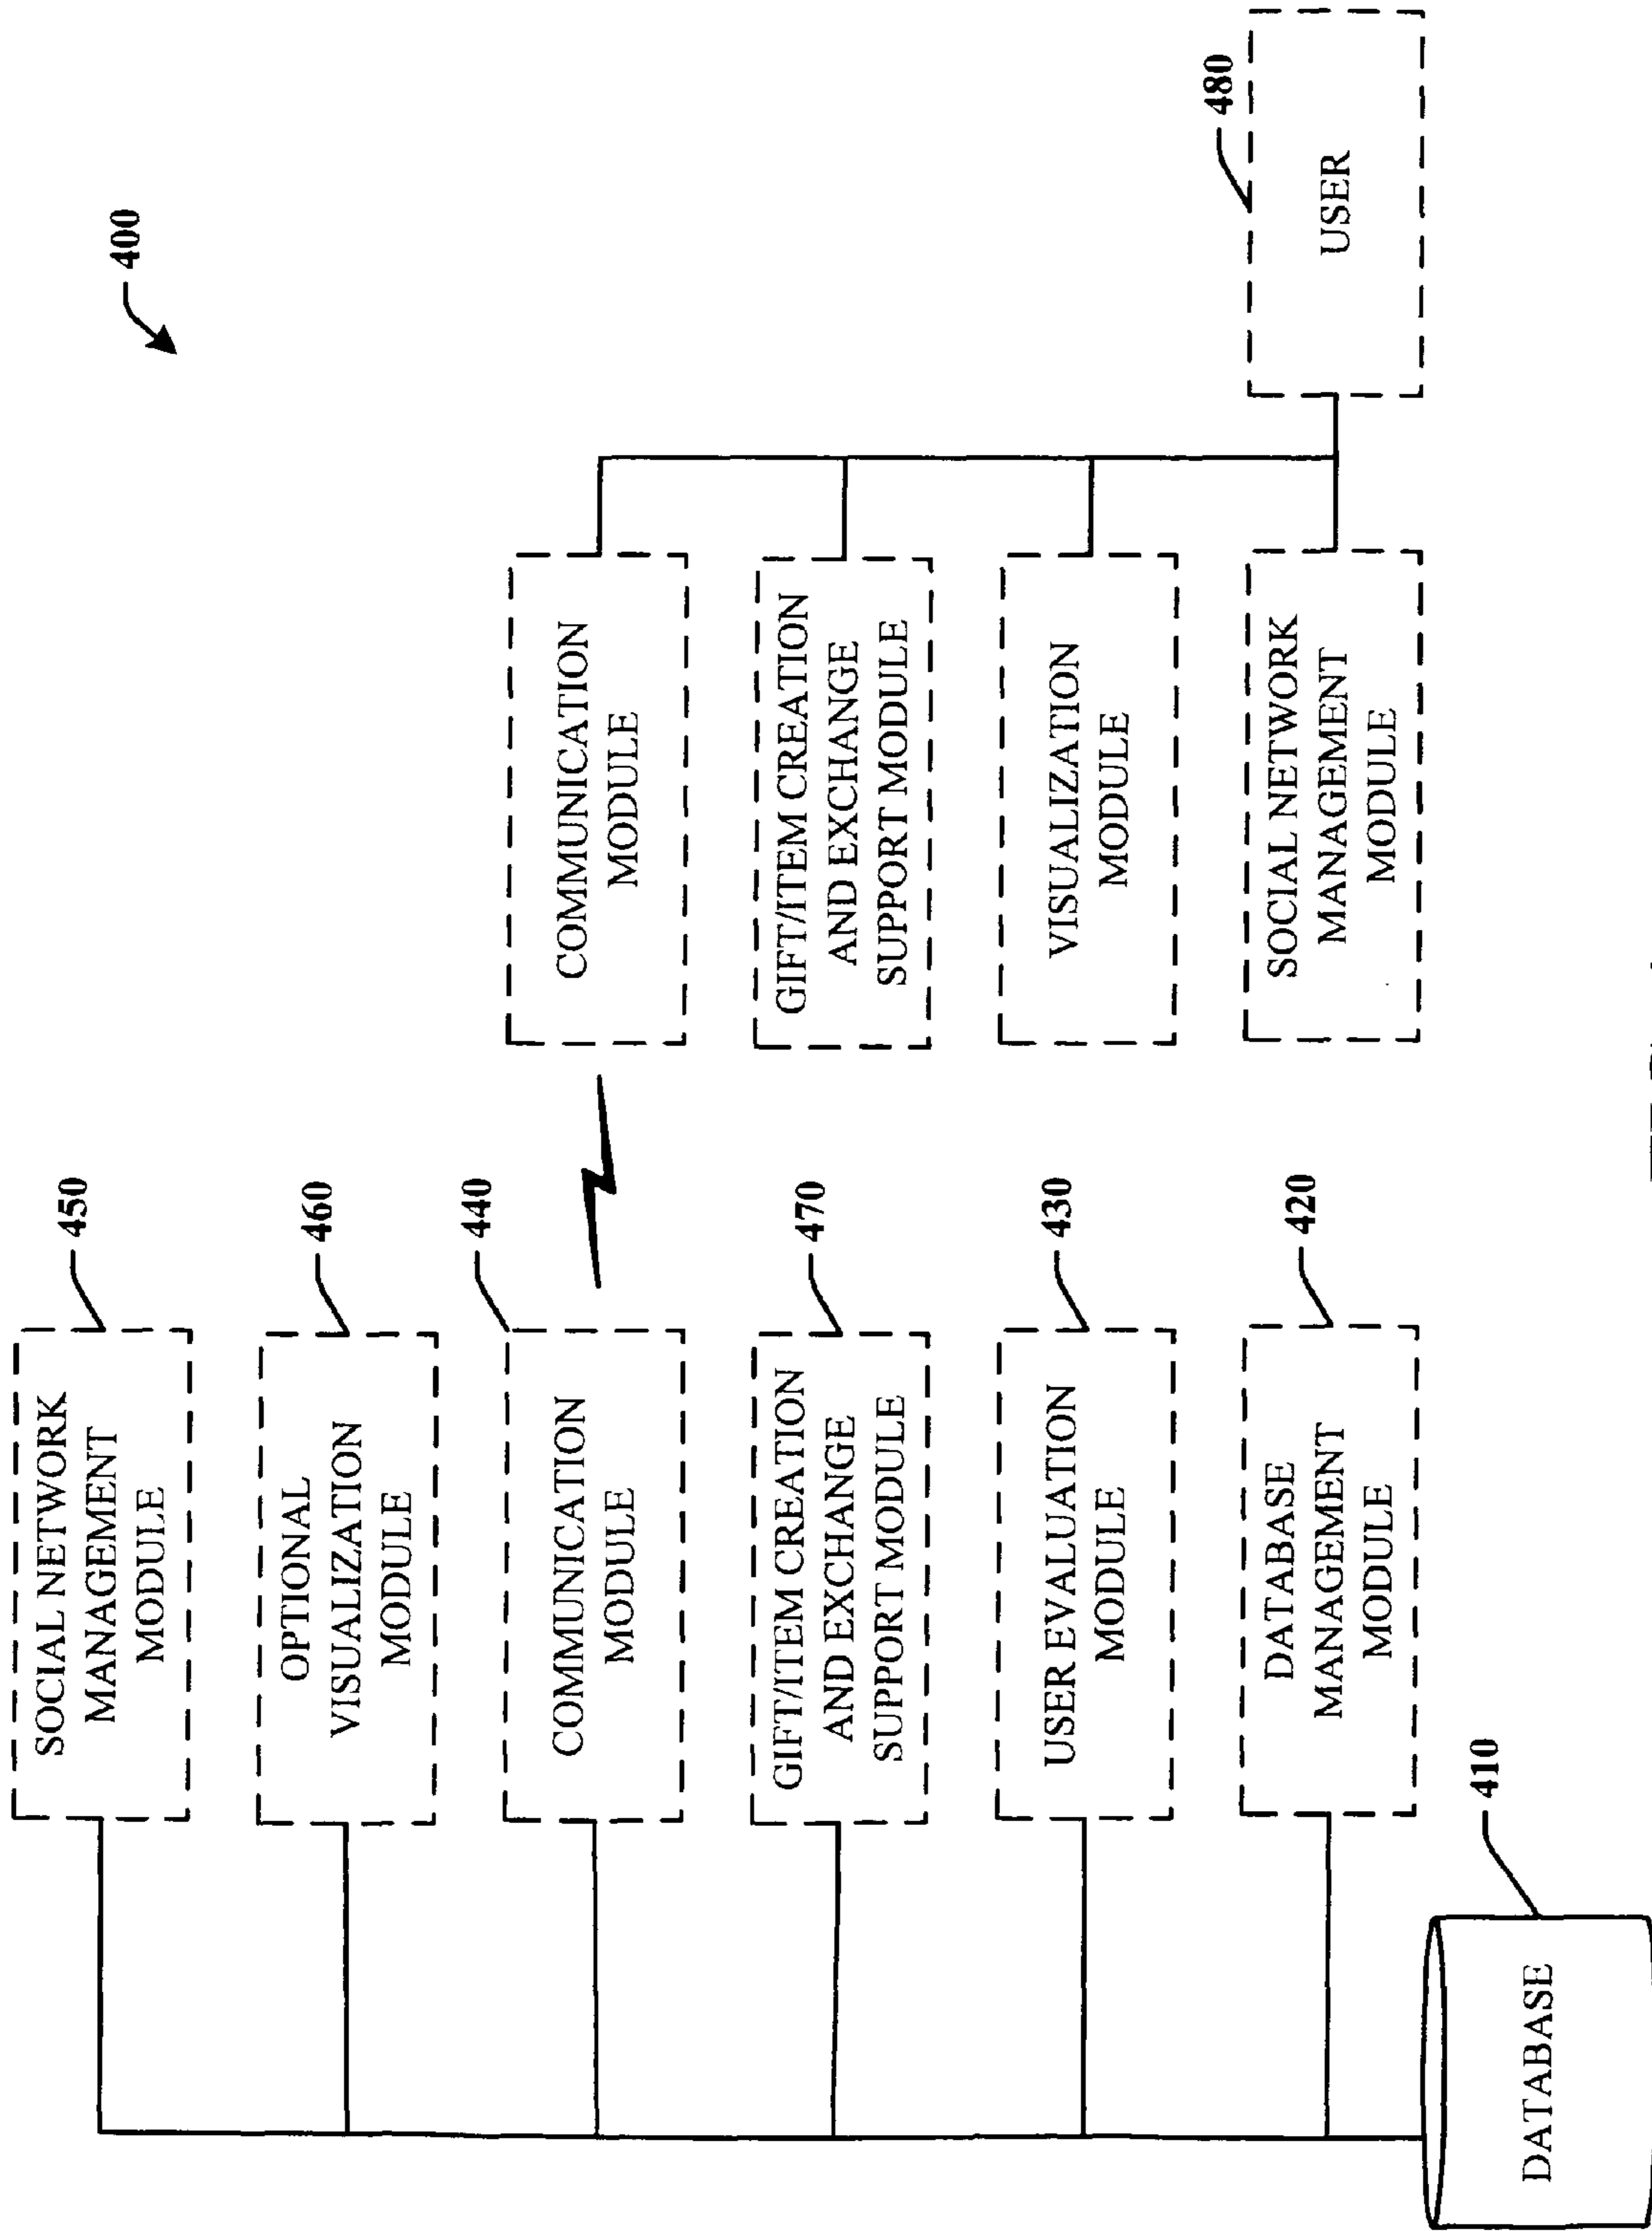 400
SOCIAL NETWORK
MANAGEMENT
MODULE
450
OPTIONAL
VISUALIZATION
MODULE
460
COMMUNICATION
MODULE
440
GIFT/ITEM CREATION
AND EXCHANGE
SUPPORT MODULE
470
USER EVALUATION
MODULE
430
DATABASE
MANAGEMENT
MODULE
420
DATABASE
410
COMMUNICATION
MODULE
GIFT/ITEM CREATION
AND EXCHANGE
SUPPORT MODULE
VISUALIZATION
MODULE
SOCIAL NETWORK
MANAGEMENT
MODULE
USER
480